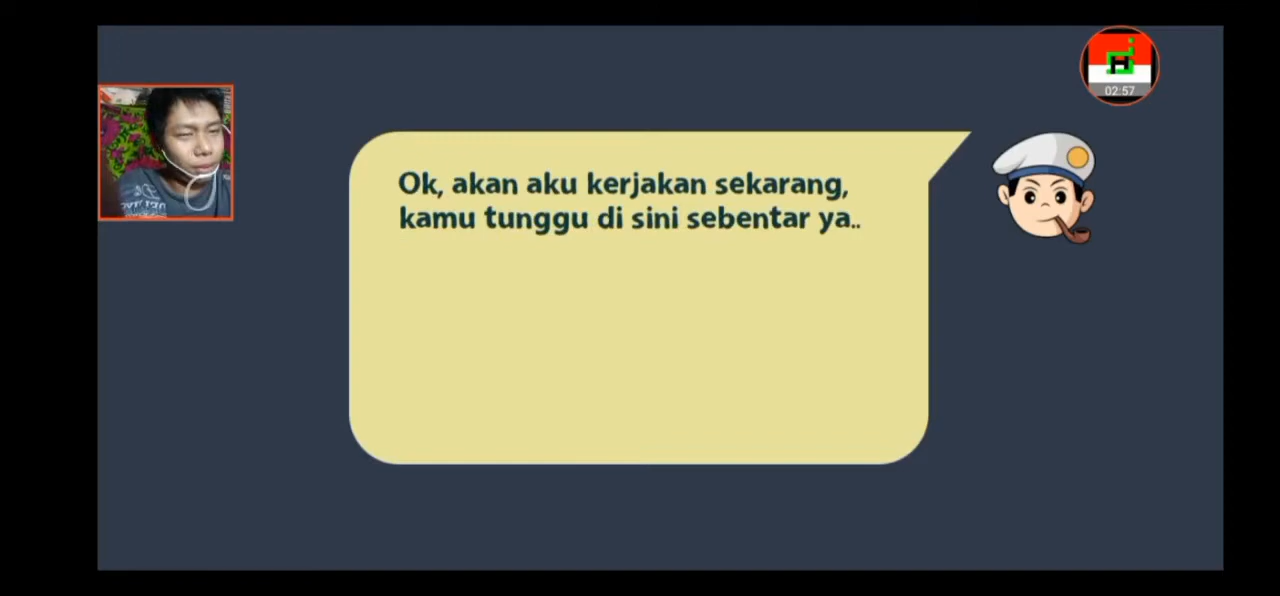 02:57
Ok, akan aku kerjakan sekarang,
kamu tunggu di sini sebentar ya..